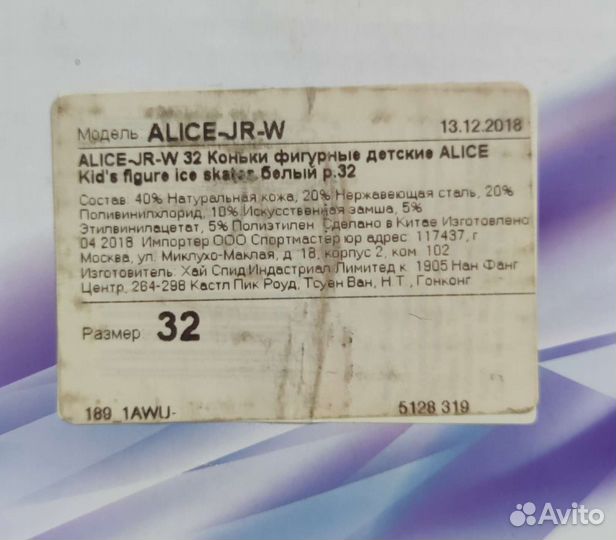 Модель ALICE-JR-W 13.12.2018
ALICE-JR-W 32 Коньки фигурные детские ALICE
Kid's figure ice skates белый р.32
Состав: 40% Натуральная кожа, 20% Нержавеющая сталь, 20%
Поливинилхлорид, 10% Искусственная замша, 5%
Этилвинилацетат, 5% Полиэтилен Сделано в Китае Изготовлено
04 2018 Импортер ООО Спортмастер юр адрес: 117437, г
Москва, ул. Миклухо-Маклая, д. 18, корпус 2, ком 102
Изготовитель: Хай Спид Индастриал Лимитед к. 1905 Нан Фанг
Центр, 264-298 Кастл Пик Роуд, Тсуен Ван, Н.Т., Гонконг
Размер 32
189_1AWU- 5128 319
Avito